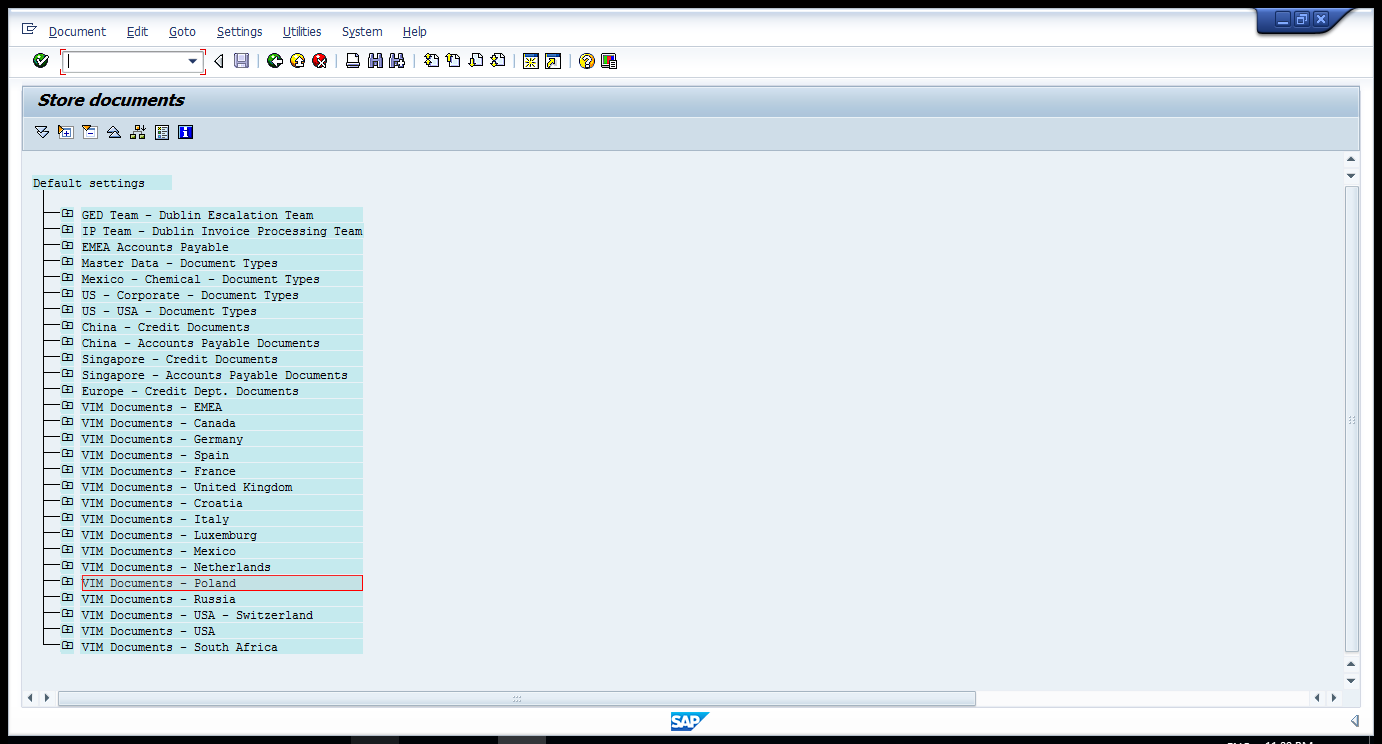 Document Edit Goto Settings Utilities System Help
Store documents
Default settings
GED Team - Dublin Escalation Team
IP Team - Dublin Invoice Processing Team
EMEA Accounts Payable
Master Data - Document Types
Mexico - Chemical - Document Types
US - Corporate - Document Types
US - USA - Document Types
China - Credit Documents
China - Accounts Payable Documents
Singapore - Credit Documents
Singapore - Accounts Payable Documents
Europe - Credit Dept. Documents
VIM Documents - EMEA
VIM Documents - Canada
VIM Documents - Germany
VIM Documents - Spain
VIM Documents - France
VIM Documents - United Kingdom
VIM Documents - Croatia
VIM Documents - Italy
VIM Documents - Luxemburg
VIM Documents - Mexico
VIM Documents - Netherlands
VIM Documents - Poland
VIM Documents - Russia
VIM Documents - USA - Switzerland
VIM Documents - USA
VIM Documents - South Africa
SAP